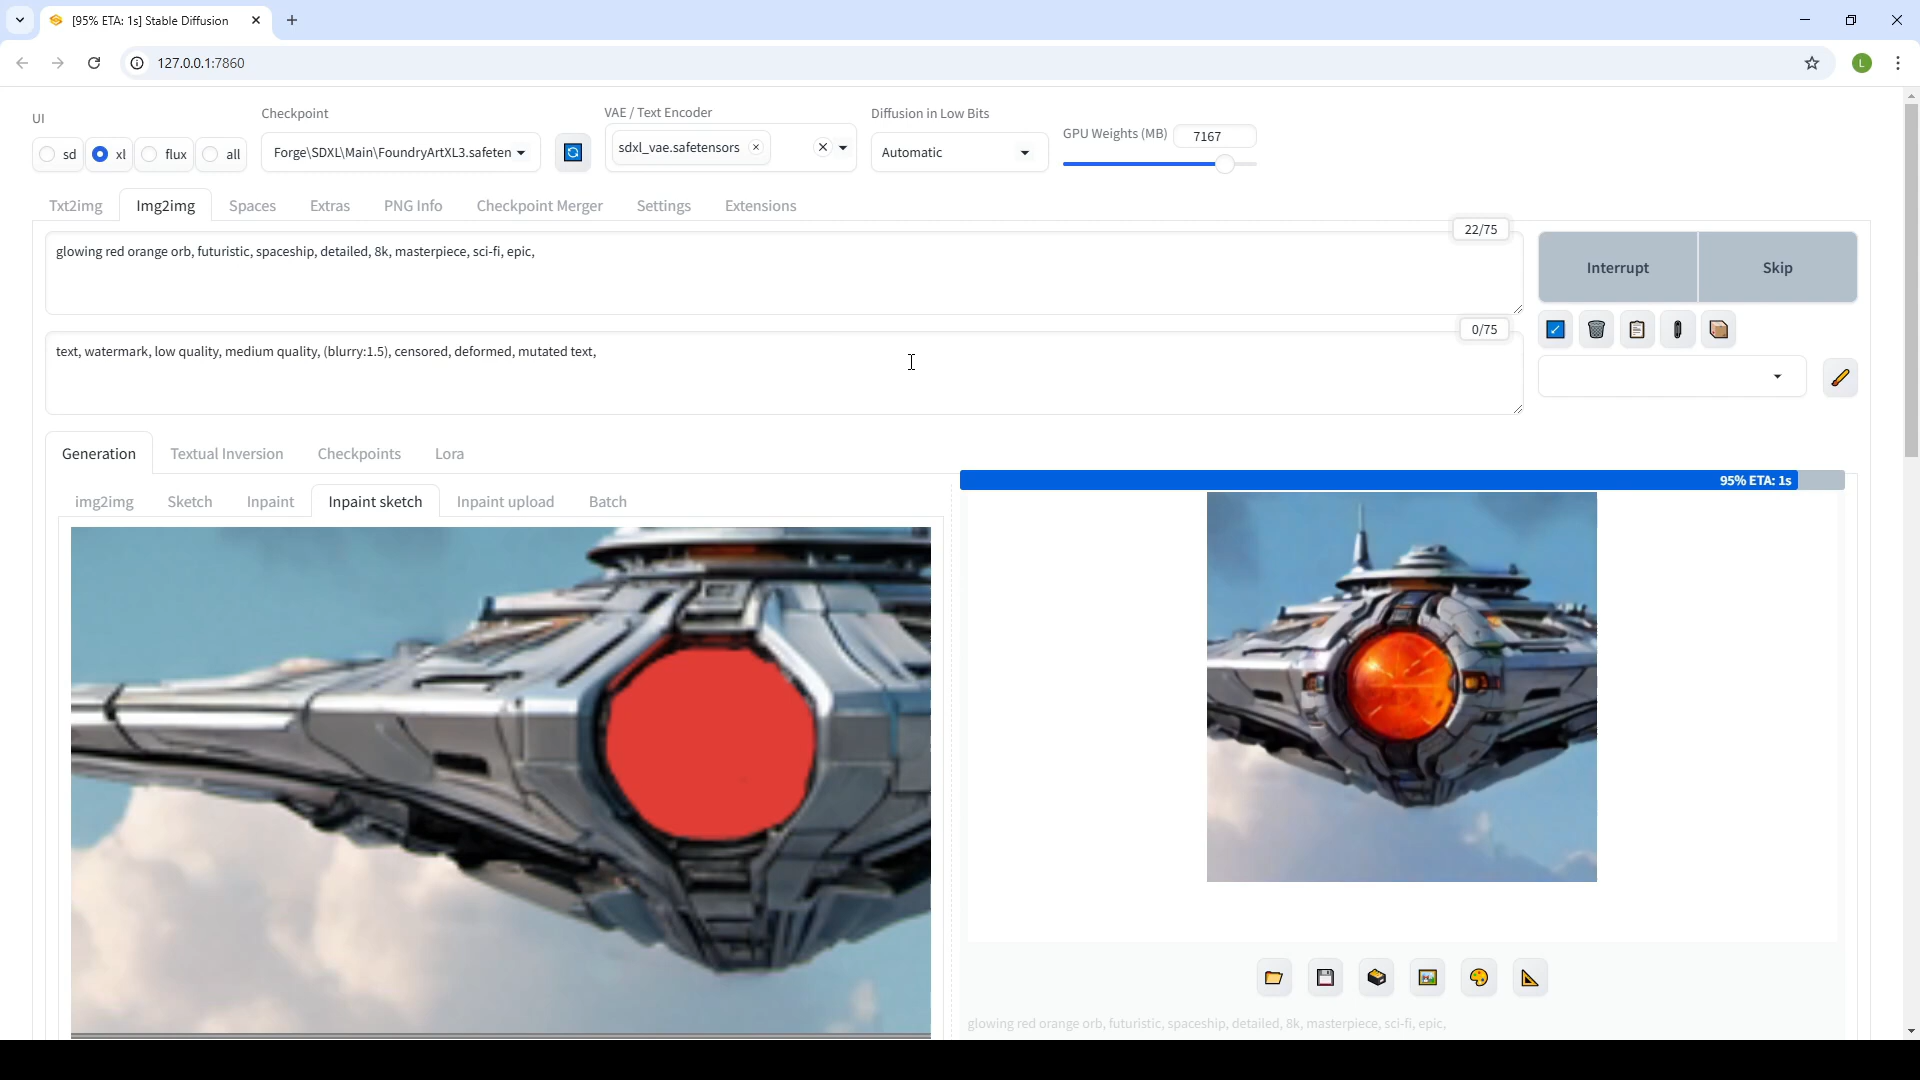 [95% ETA: 1s] Stable Diffusion
127.0.0.1:7860
L
UI
sd
xl
flux
all
Checkpoint
Forge\SDXL\Main\FoundryArtXL3.safeten
VAE / Text Encoder
sdxl_vae.safetensors
Diffusion in Low Bits
Automatic
GPU Weights (MB)
7167
Txt2img
Img2img
Spaces
Extras
PNG Info
Checkpoint Merger
Settings
Extensions
22/75
glowing red orange orb, futuristic, spaceship, detailed, 8k, masterpiece, sci-fi, epic,
Interrupt
Skip
0/75
text, watermark, low quality, medium quality, (blurry:1.5), censored, deformed, mutated text,
Generation
Textual Inversion
Checkpoints
Lora
95% ETA: 1s
img2img
Sketch
Inpaint
Inpaint sketch
Inpaint upload
Batch
glowing red orange orb, futuristic, spaceship, detailed, 8k, masterpiece, sci-fi, epic,